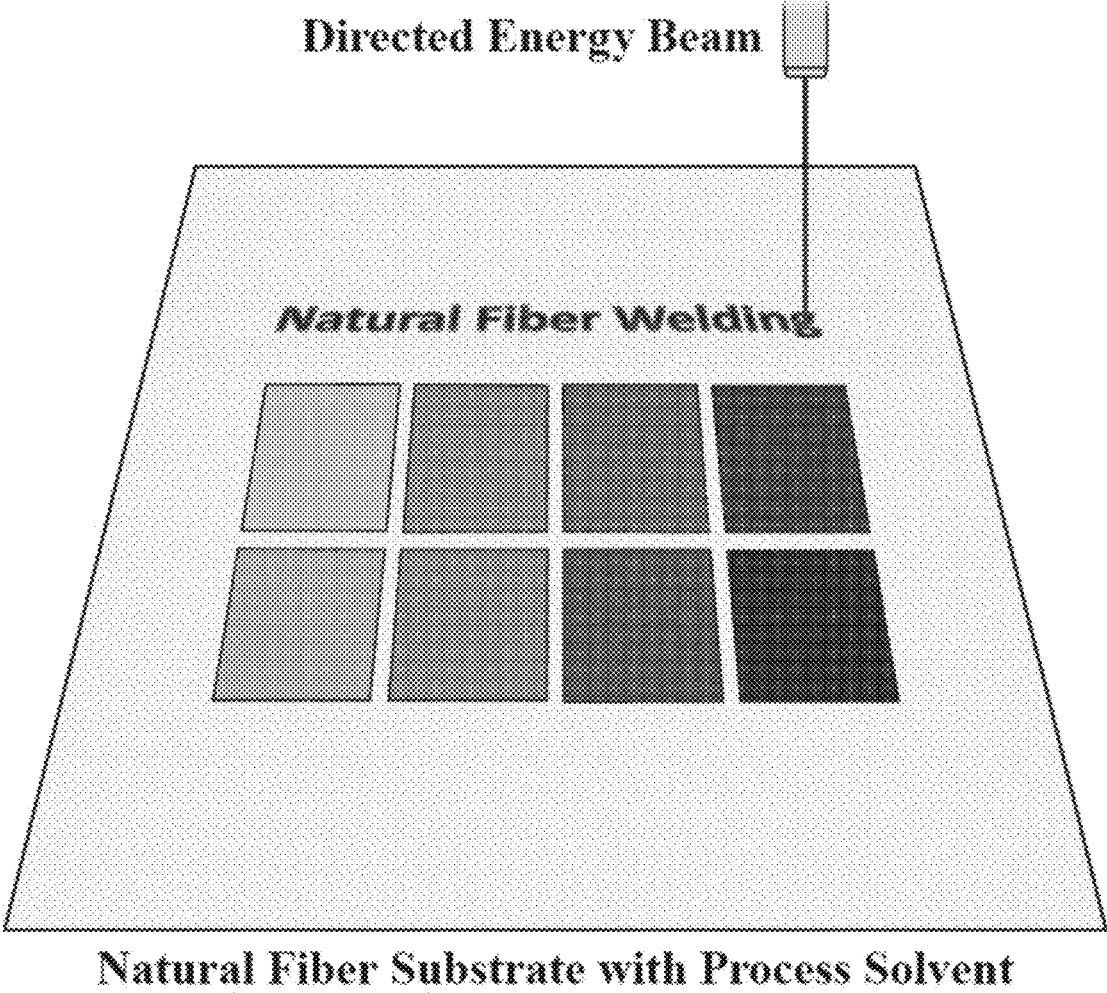 Directed Energy Beam
Natural Fiber Welding
Natural Fiber Substrate with Process Solvent